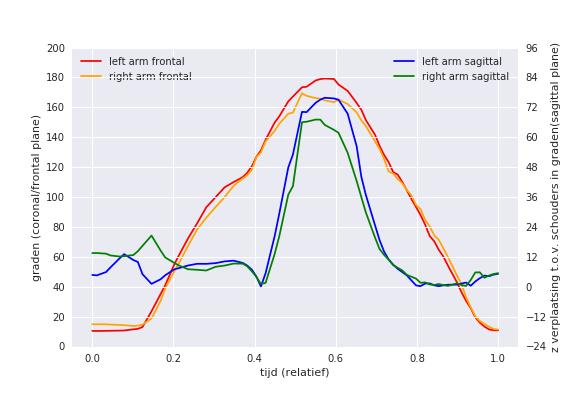 200
180
160
140
120
100
80
60
40
20
0
graden (coronal/frontal plane)
left arm frontal
right arm frontal
left arm sagittal
right arm sagittal
96
84
72
60
48
36
24
12
0
−12
−24
z verplaatsing t.o.v. schouders in graden(sagittal plane)
0.0 0.2 0.4 0.6 0.8 1.0
tijd (relatief)